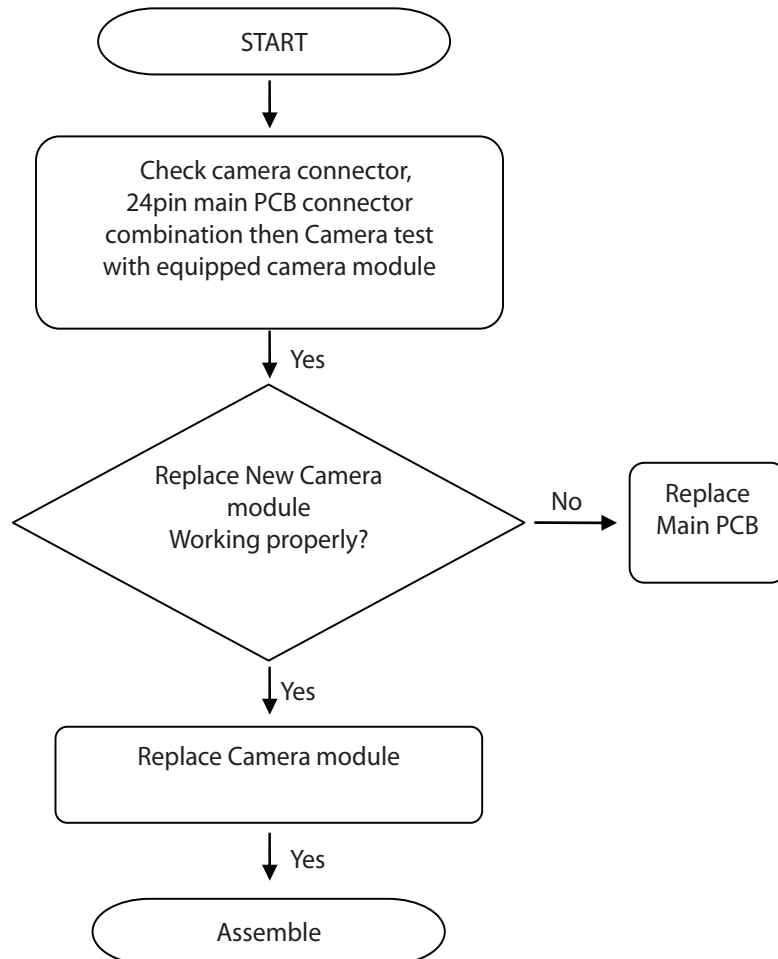 START
Check camera connector,
24pin main PCB connector
combination then Camera test
with equipped camera module
Yes
Replace New Camera
module
Working properly?
No
Replace
Main PCB
Yes
Replace Camera module
Yes
Assemble